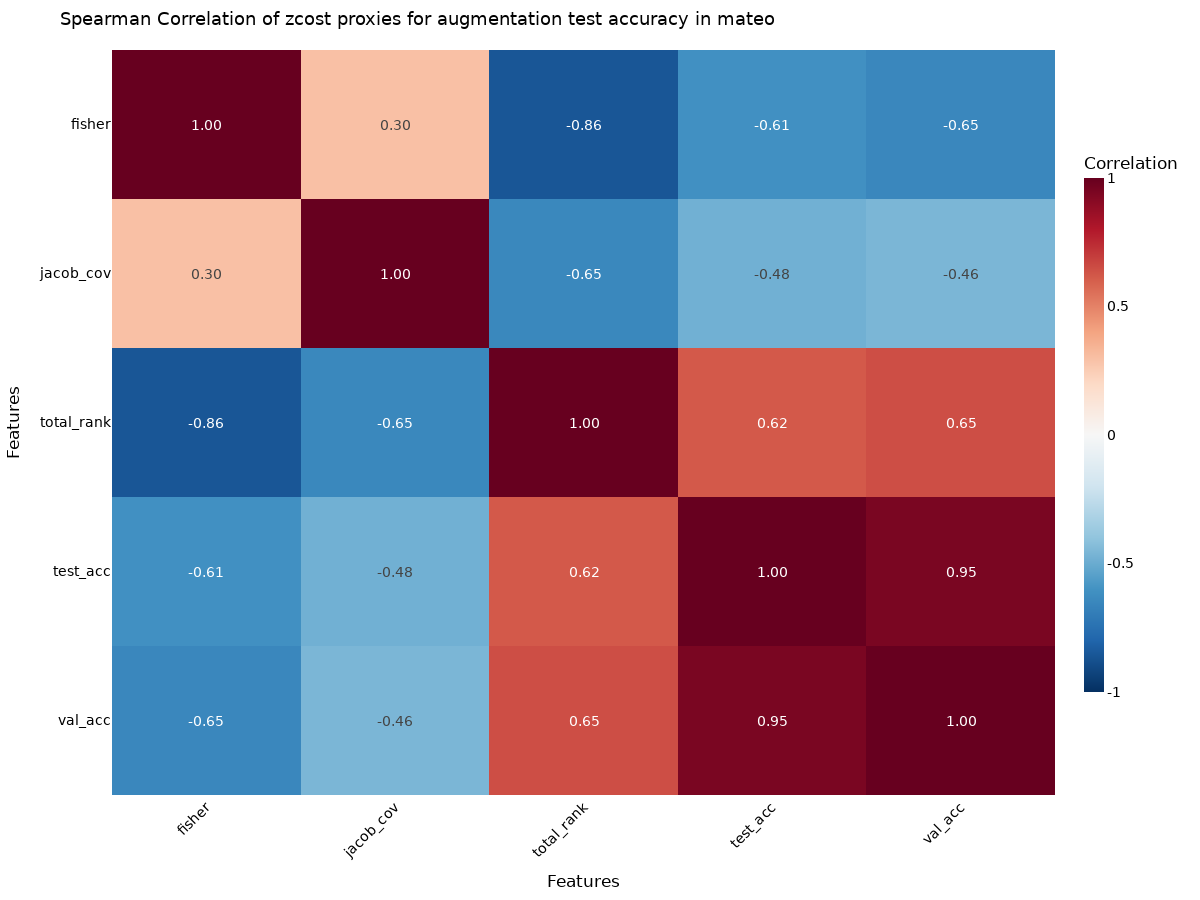 Spearman Correlation of zcost proxies for augmentation test accuracy in mateo
fisher 1.00 0.30 -0.86 -0.61 -0.65
jacob_cov 0.30 1.00 -0.65 -0.48 -0.46
total_rank -0.86 -0.65 1.00 0.62 0.65
test_acc -0.61 -0.48 0.62 1.00 0.95
val_acc -0.65 -0.46 0.65 0.95 1.00
fisher jacob_cov total_rank test_acc val_acc
Features
Features
Correlation
1
0.5
0
-0.5
-1